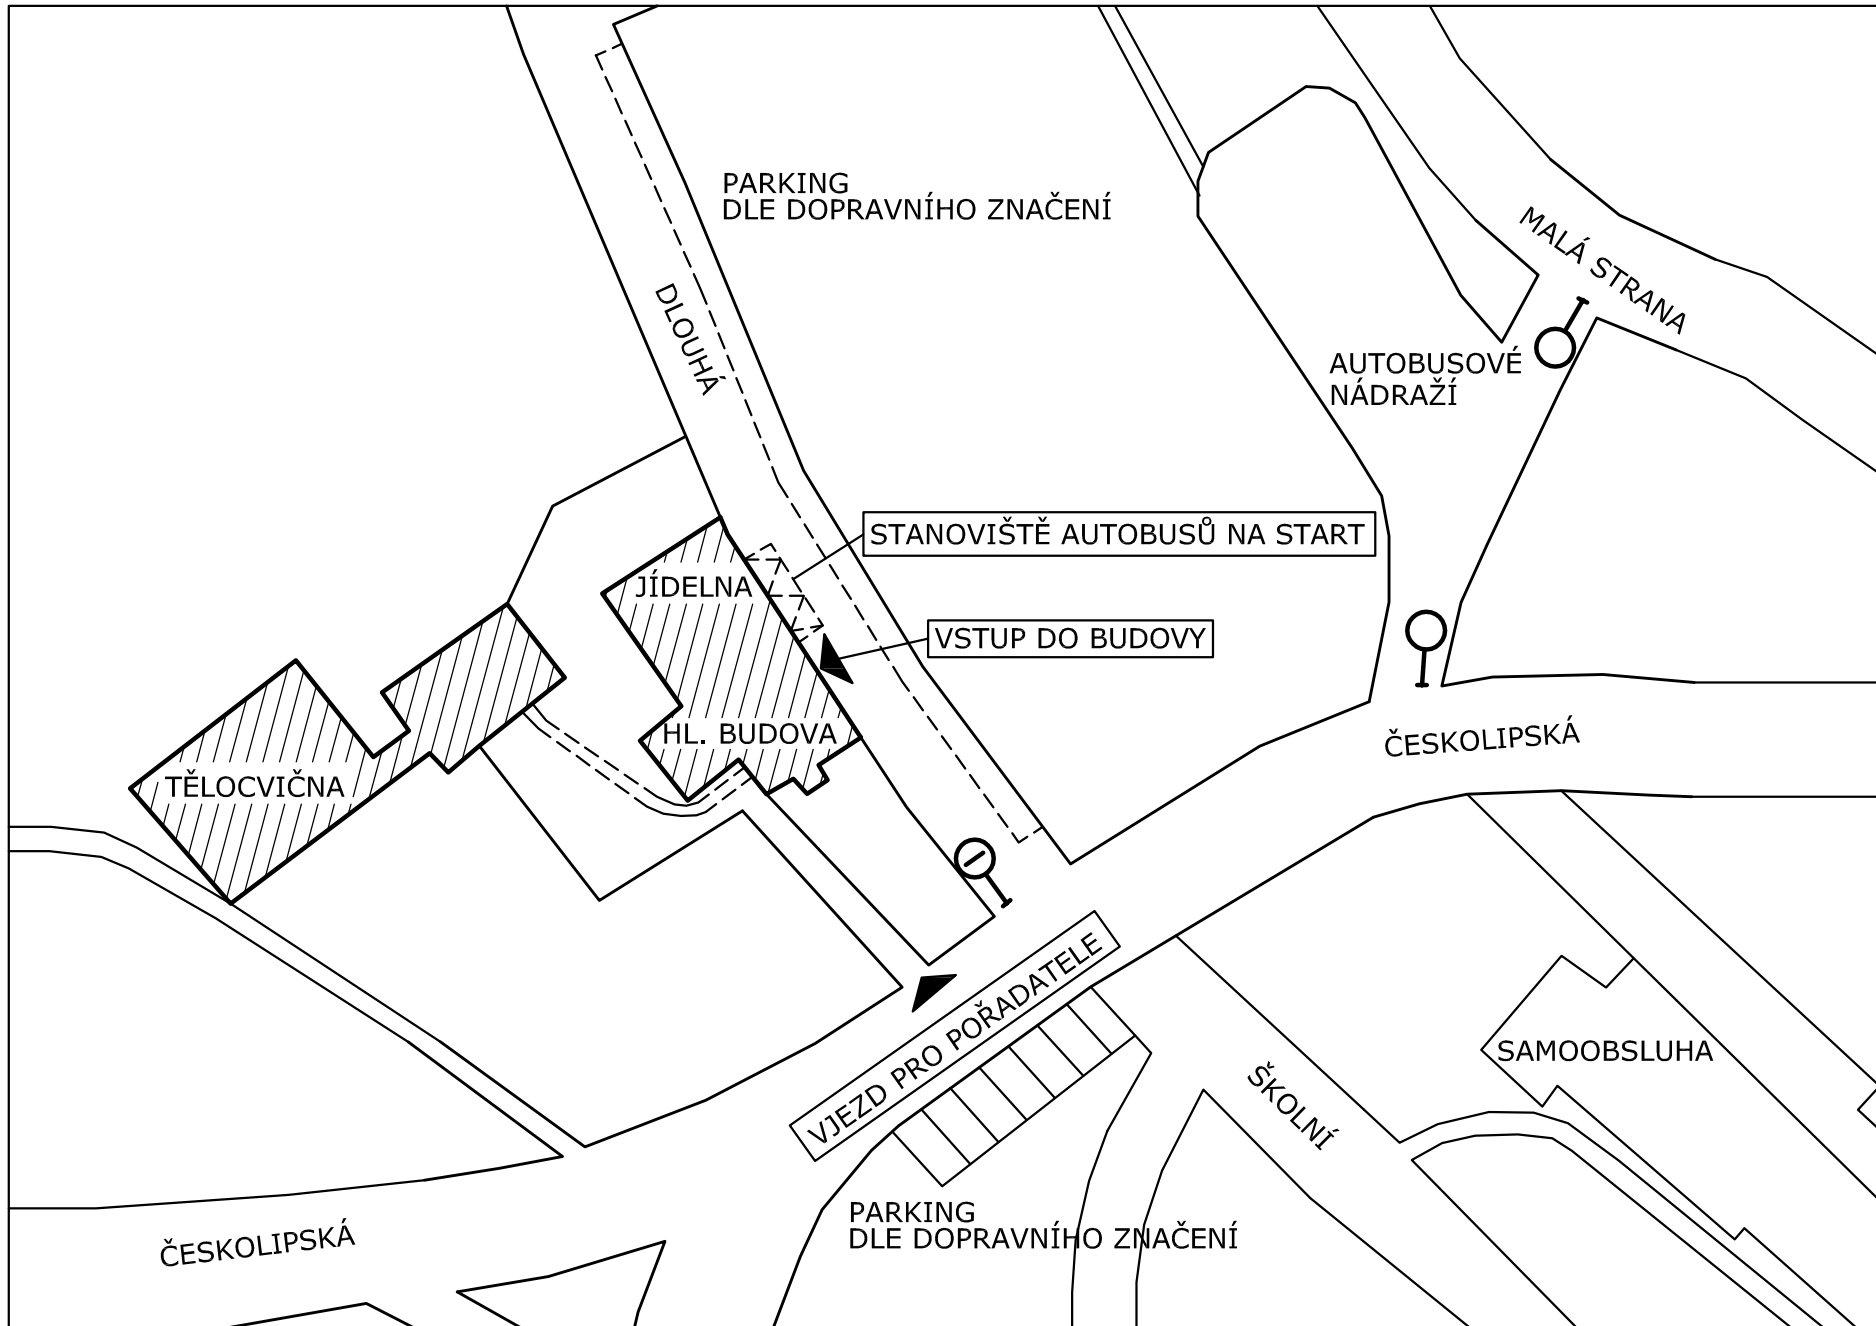 PARKING
DLE DOPRAVNÍHO ZNAČENÍ
MALÁ STRANA
DLOUHÁ
AUTOBUSOVÉ
NÁDRAŽÍ
STANOVIŠTĚ AUTOBUSŮ NA START
JÍDELNA
VSTUP DO BUDOVY
HL. BUDOVA
ČESKOLIPSKÁ
TĚLOCVIČNA
VJEZD PRO POŘADATELE
SAMOOBSLUHA
ŠKOLNÍ
PARKING
DLE DOPRAVNÍHO ZNAČENÍ
ČESKOLIPSKÁ